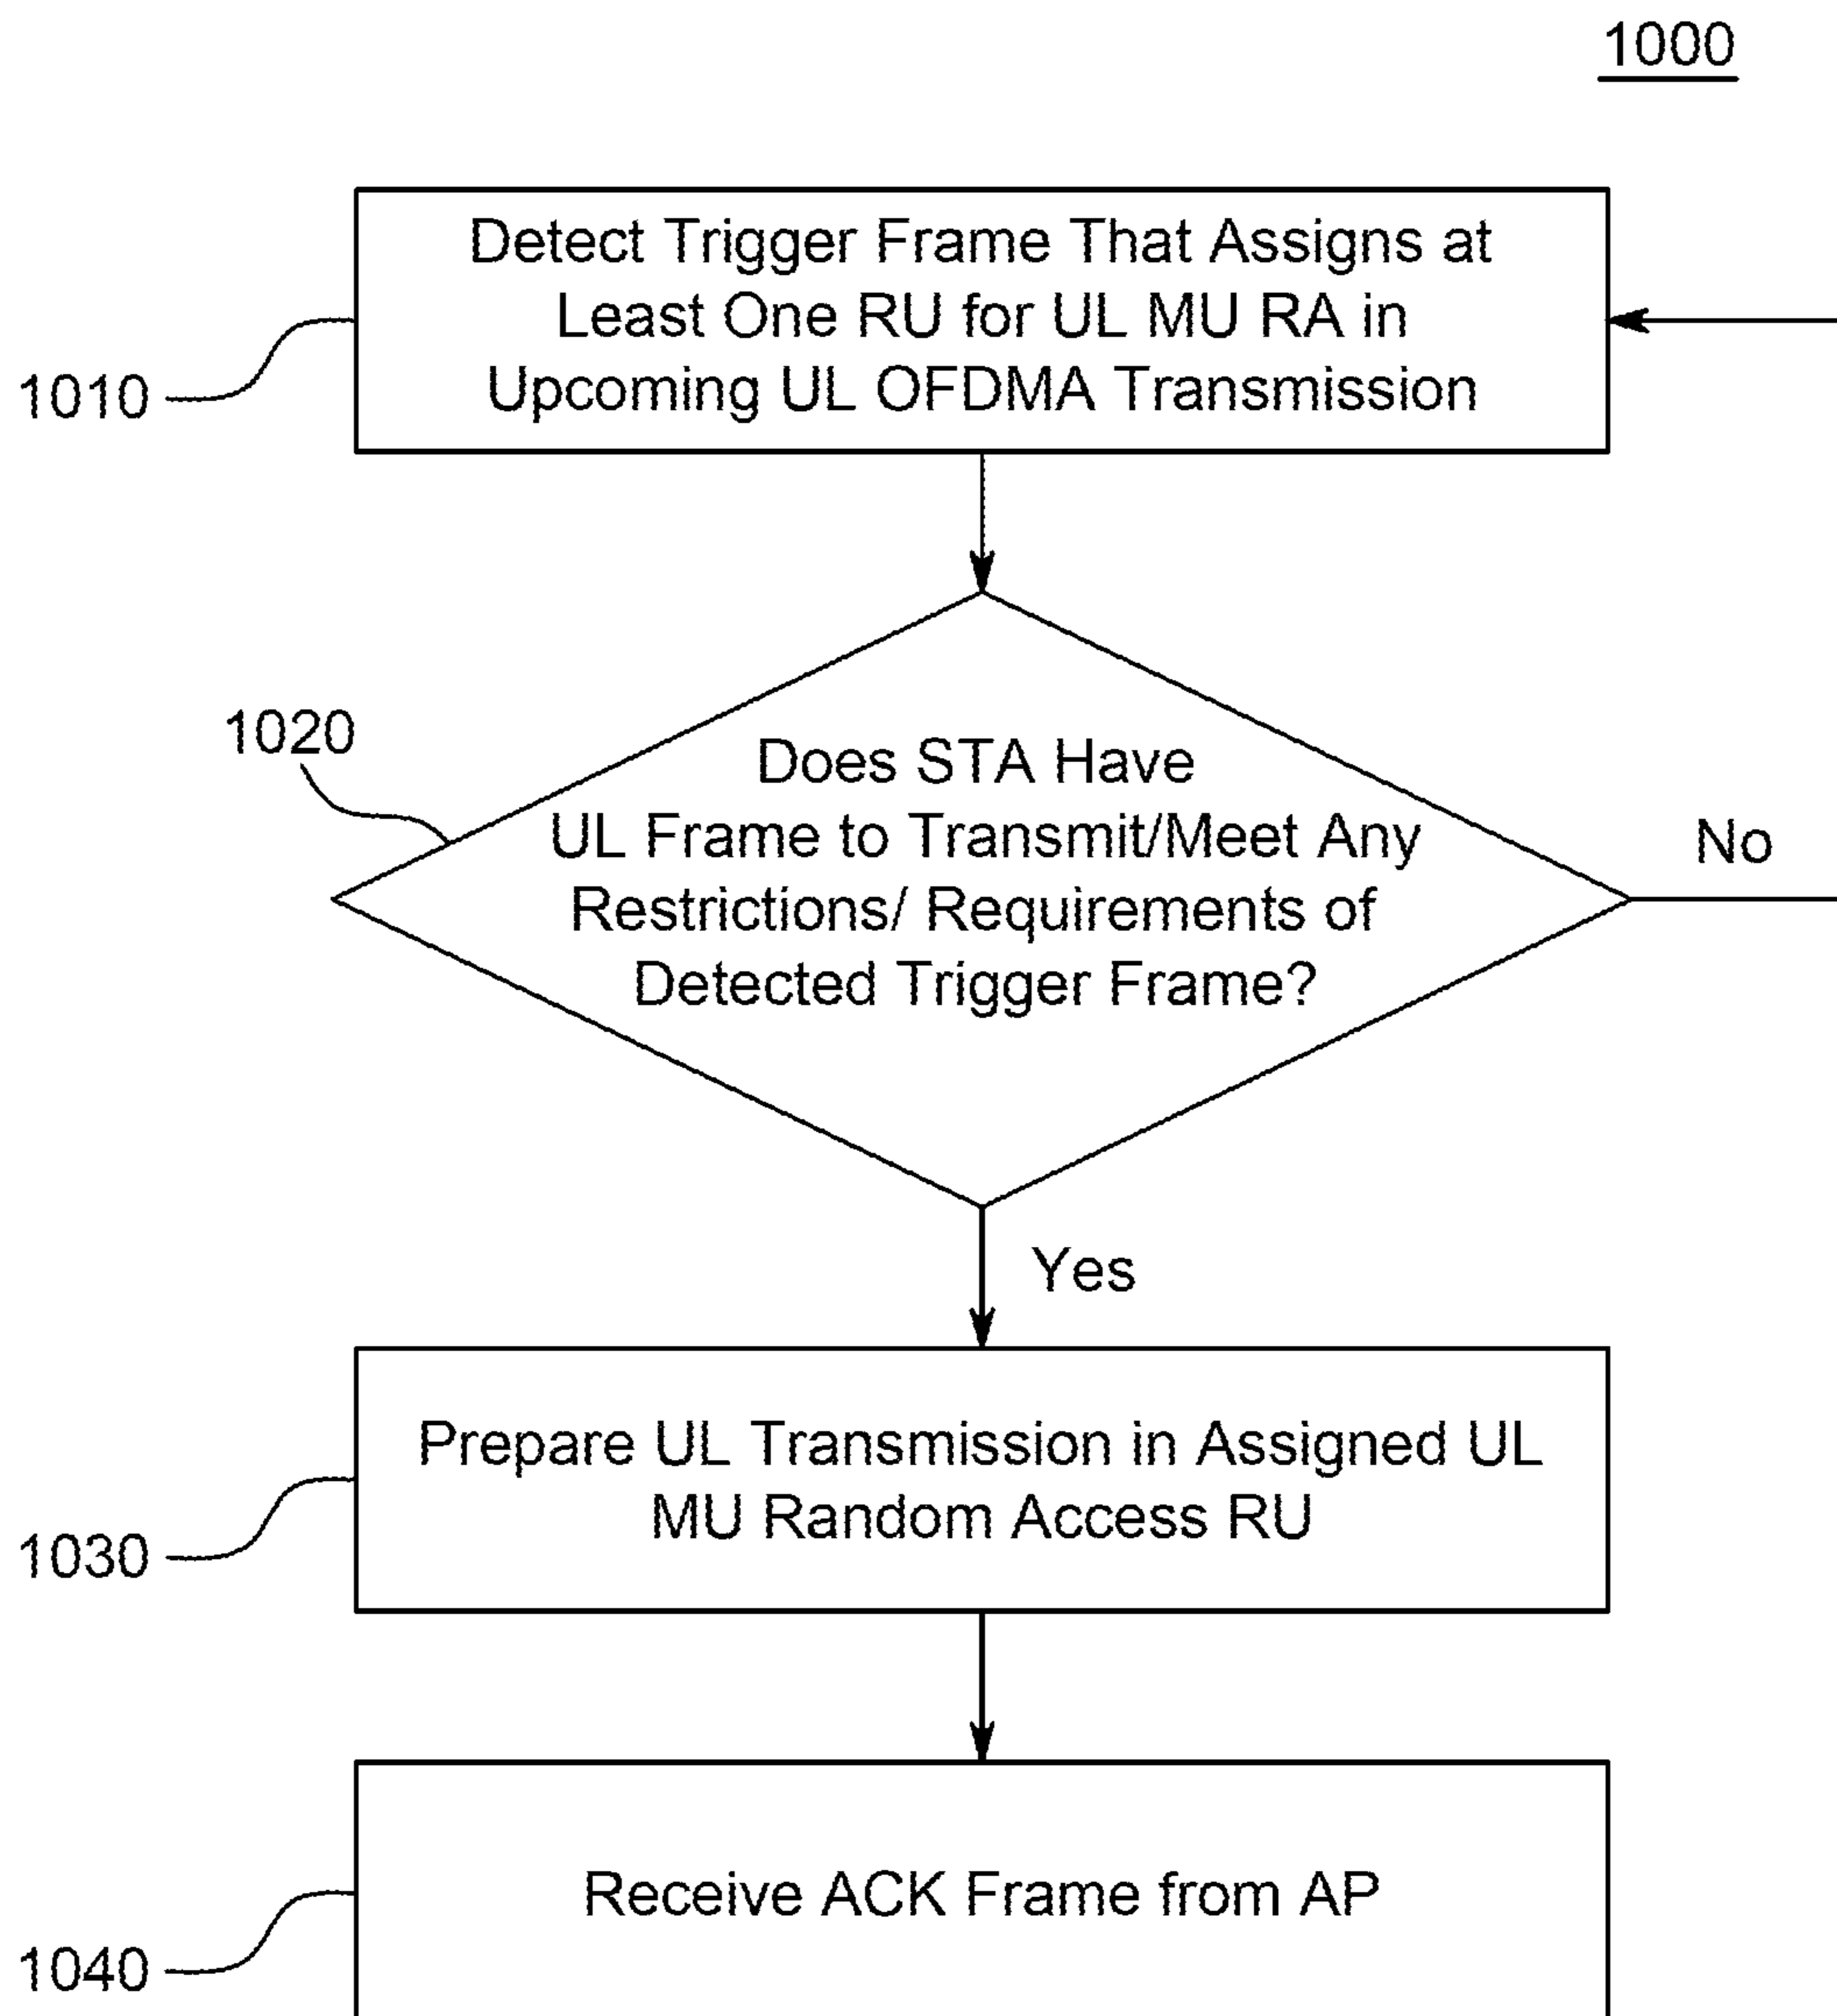 1000
Detect Trigger Frame That Assigns at
Least One RU for UL MU RA in
Upcoming UL OFDMA Transmission
1010
1020
Does STA Have
UL Frame to Transmit/Meet Any
Restrictions/ Requirements of
Detected Trigger Frame?
No
Yes
Prepare UL Transmission in Assigned UL
MU Random Access RU
1030
Receive ACK Frame from AP
1040